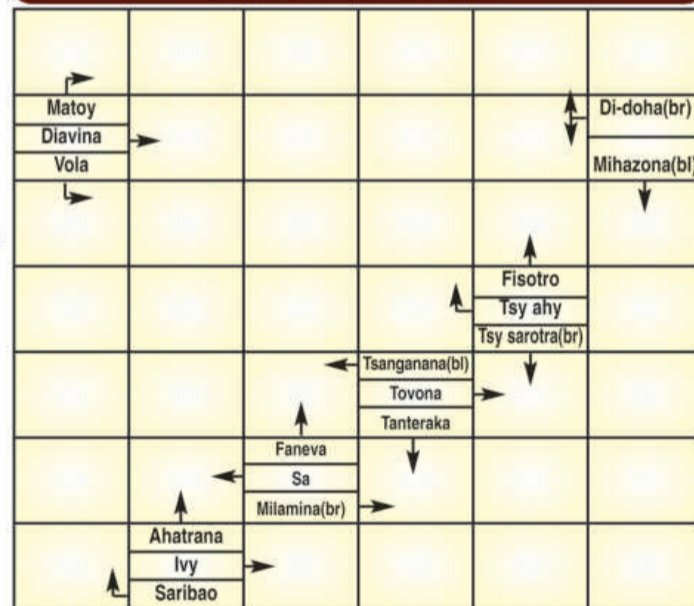 Matoy
Diavina
Vola
Di-doha(br)
Mihazona(bl)
Fisotro
Tsy ahy
Tsy sarotra(br)
Tsanganana(bl)
Tovona
Tanteraka
Faneva
Sa
Milamina(br)
Ahatrana
Ivy
Saribao